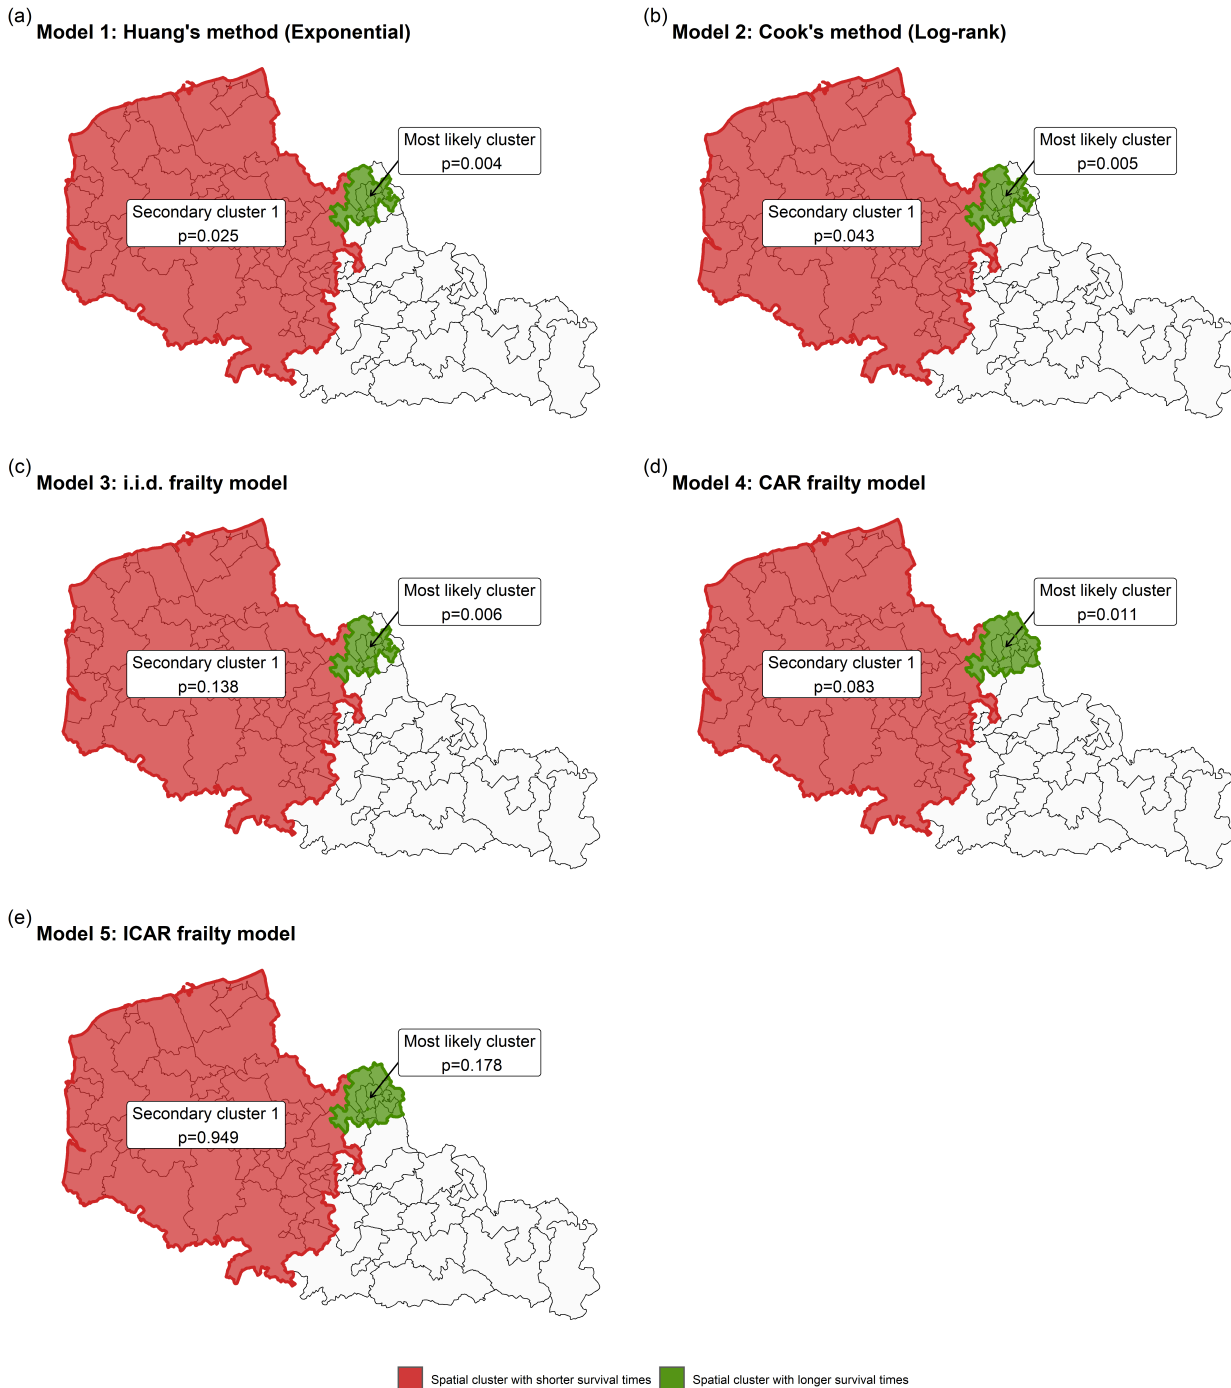 (a)
Model 1: Huang's method (Exponential)
Most likely cluster
p=0.004
Secondary cluster 1
p=0.025
(b)
Model 2: Cook's method (Log-rank)
Most likely cluster
p=0.005
Secondary cluster 1
p=0.043
(c)
Model 3: i.i.d. frailty model
Most likely cluster
p=0.006
Secondary cluster 1
p=0.138
(d)
Model 4: CAR frailty model
Most likely cluster
p=0.011
Secondary cluster 1
p=0.083
(e)
Model 5: ICAR frailty model
Most likely cluster
p=0.178
Secondary cluster 1
p=0.949
Spatial cluster with shorter survival times
Spatial cluster with longer survival times